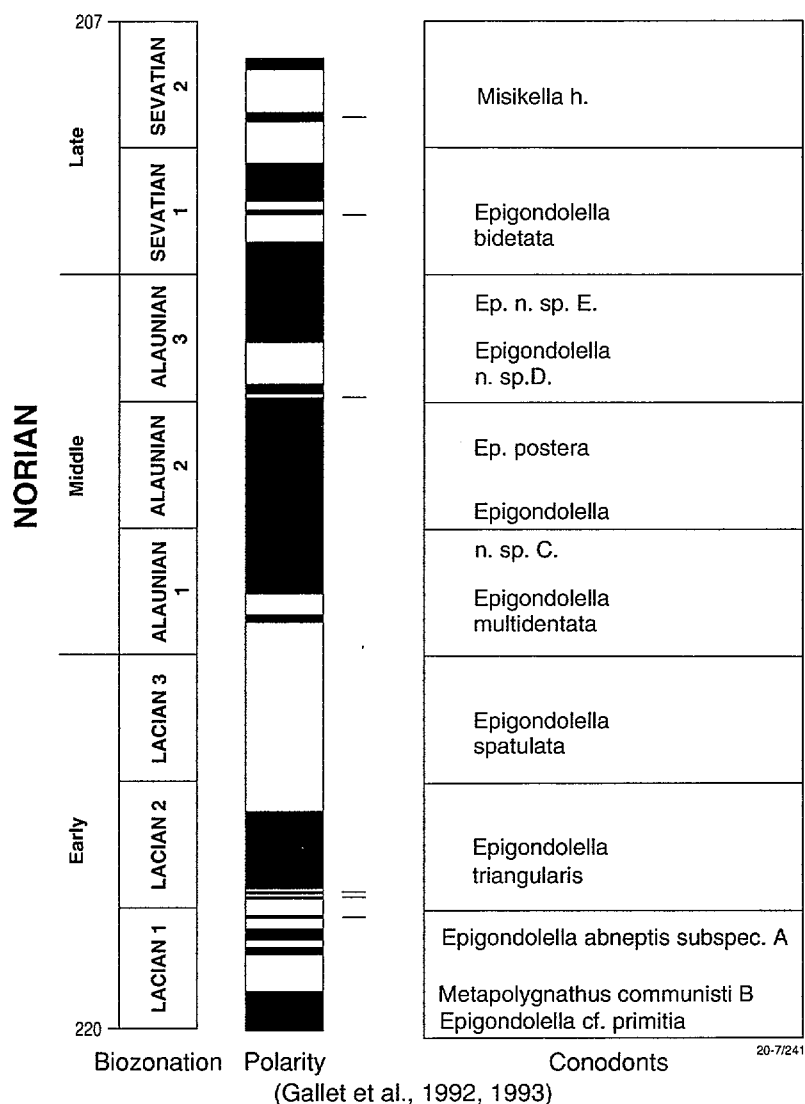 207
NORIAN
Late
Middle
Early
SEVATIAN
2
SEVATIAN
1
ALAUNIAN
3
ALAUNIAN
2
ALAUNIAN
1
LACIAN 3
LACIAN 2
LACIAN 1
220
Misikella h.
Epigondolella
bidetata
Ep. n. sp. E.
Epigondolella
n. sp.D.
Ep. postera
Epigondolella
n. sp. C.
Epigondolella
multidentata
Epigondolella
spatulata
Epigondolella
triangularis
Epigondolella abneptis subspec. A
Metapolygnathus communisti B
Epigondolella cf. primitia
20-7/241
Biozonation Polarity Conodonts
(Gallet et al., 1992, 1993)